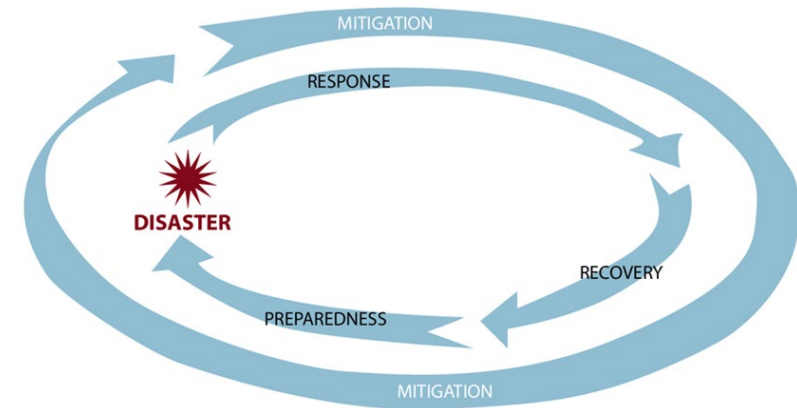 MITIGATION
RESPONSE
DISASTER
RECOVERY
PREPAREDNESS
MITIGATION